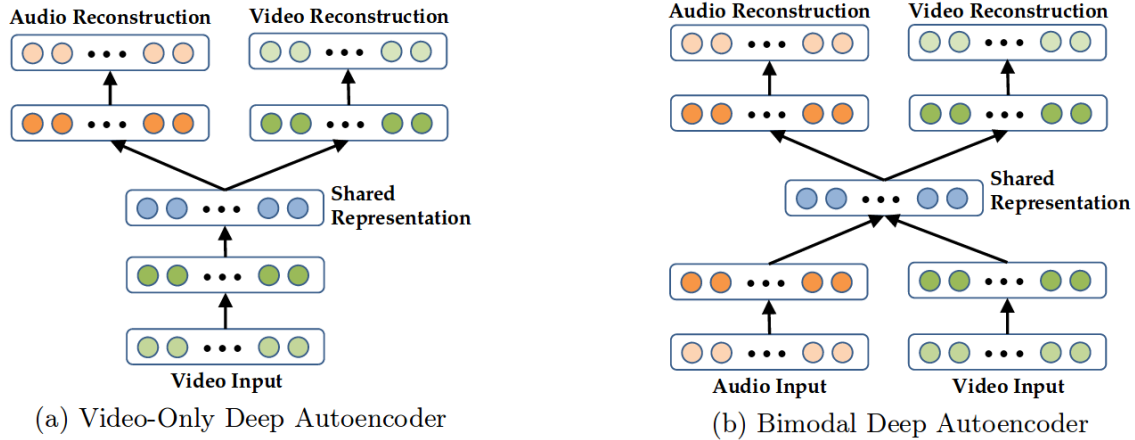 Audio Reconstruction
Video Reconstruction
Shared
Representation
Video Input
(a) Video-Only Deep Autoencoder
Audio Reconstruction
Video Reconstruction
Shared
Representation
Audio Input
Video Input
(b) Bimodal Deep Autoencoder